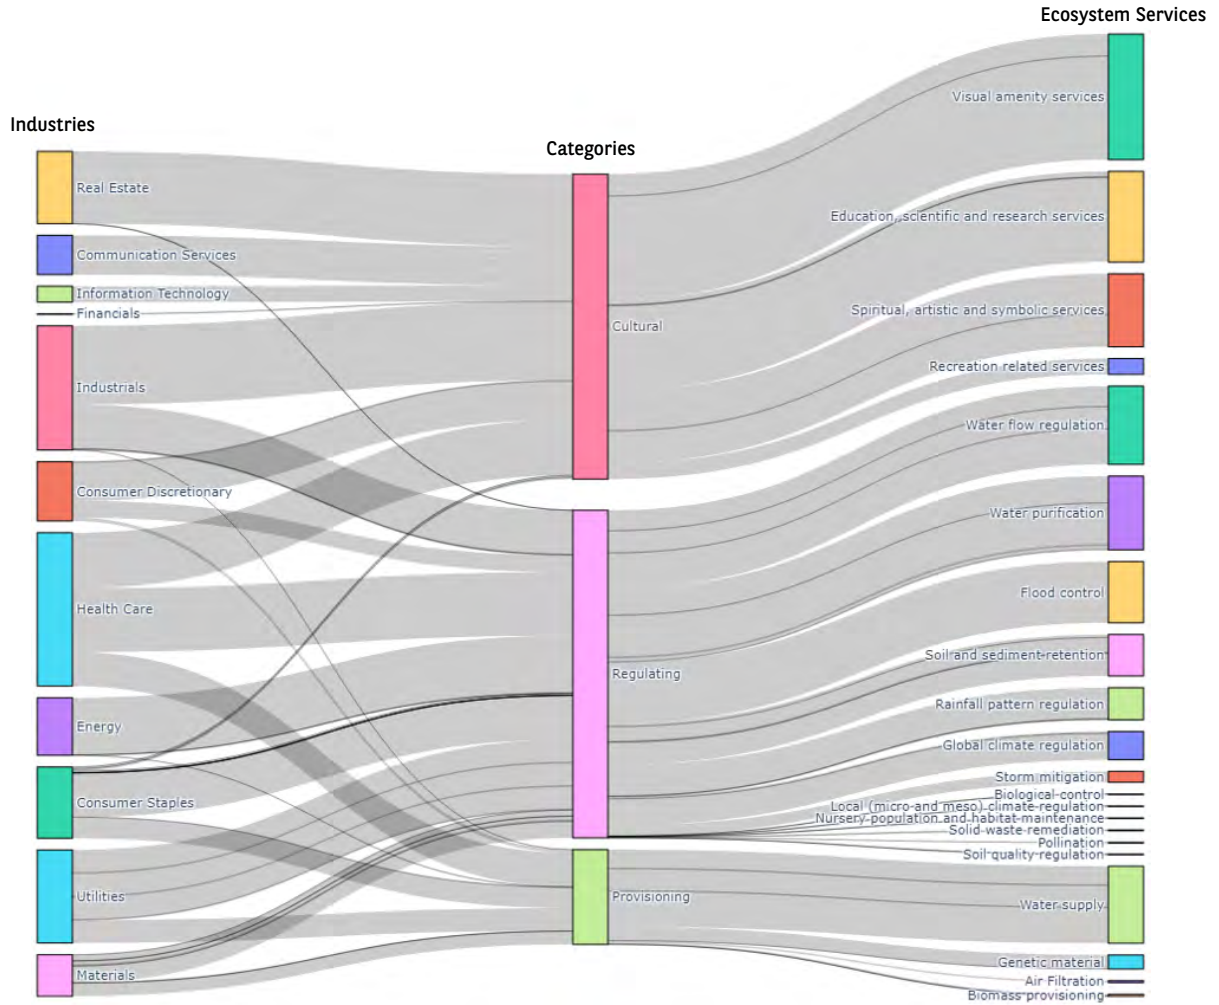 Ecosystem Services
Industries
Categories
Real Estate
Communication Services
Information Technology
Financials
Industrials
Consumer Discretionary
Health Care
Energy
Consumer Staples
Utilities
Materials
Cultural
Regulating
Provisioning
Visual amenity services
Education, scientific and research services
Spiritual, artistic and symbolic services
Recreation related services
Water flow regulation
Water purification
Flood control
Soil and sediment retention
Rainfall pattern regulation
Global climate regulation
Storm mitigation
Biological control
Local (micro and meso) climate regulation
Nursery population and habitat maintenance
Solid waste remediation
Pollination
Soil quality regulation
Water supply
Genetic material
Air Filtration
Biomass provisioning